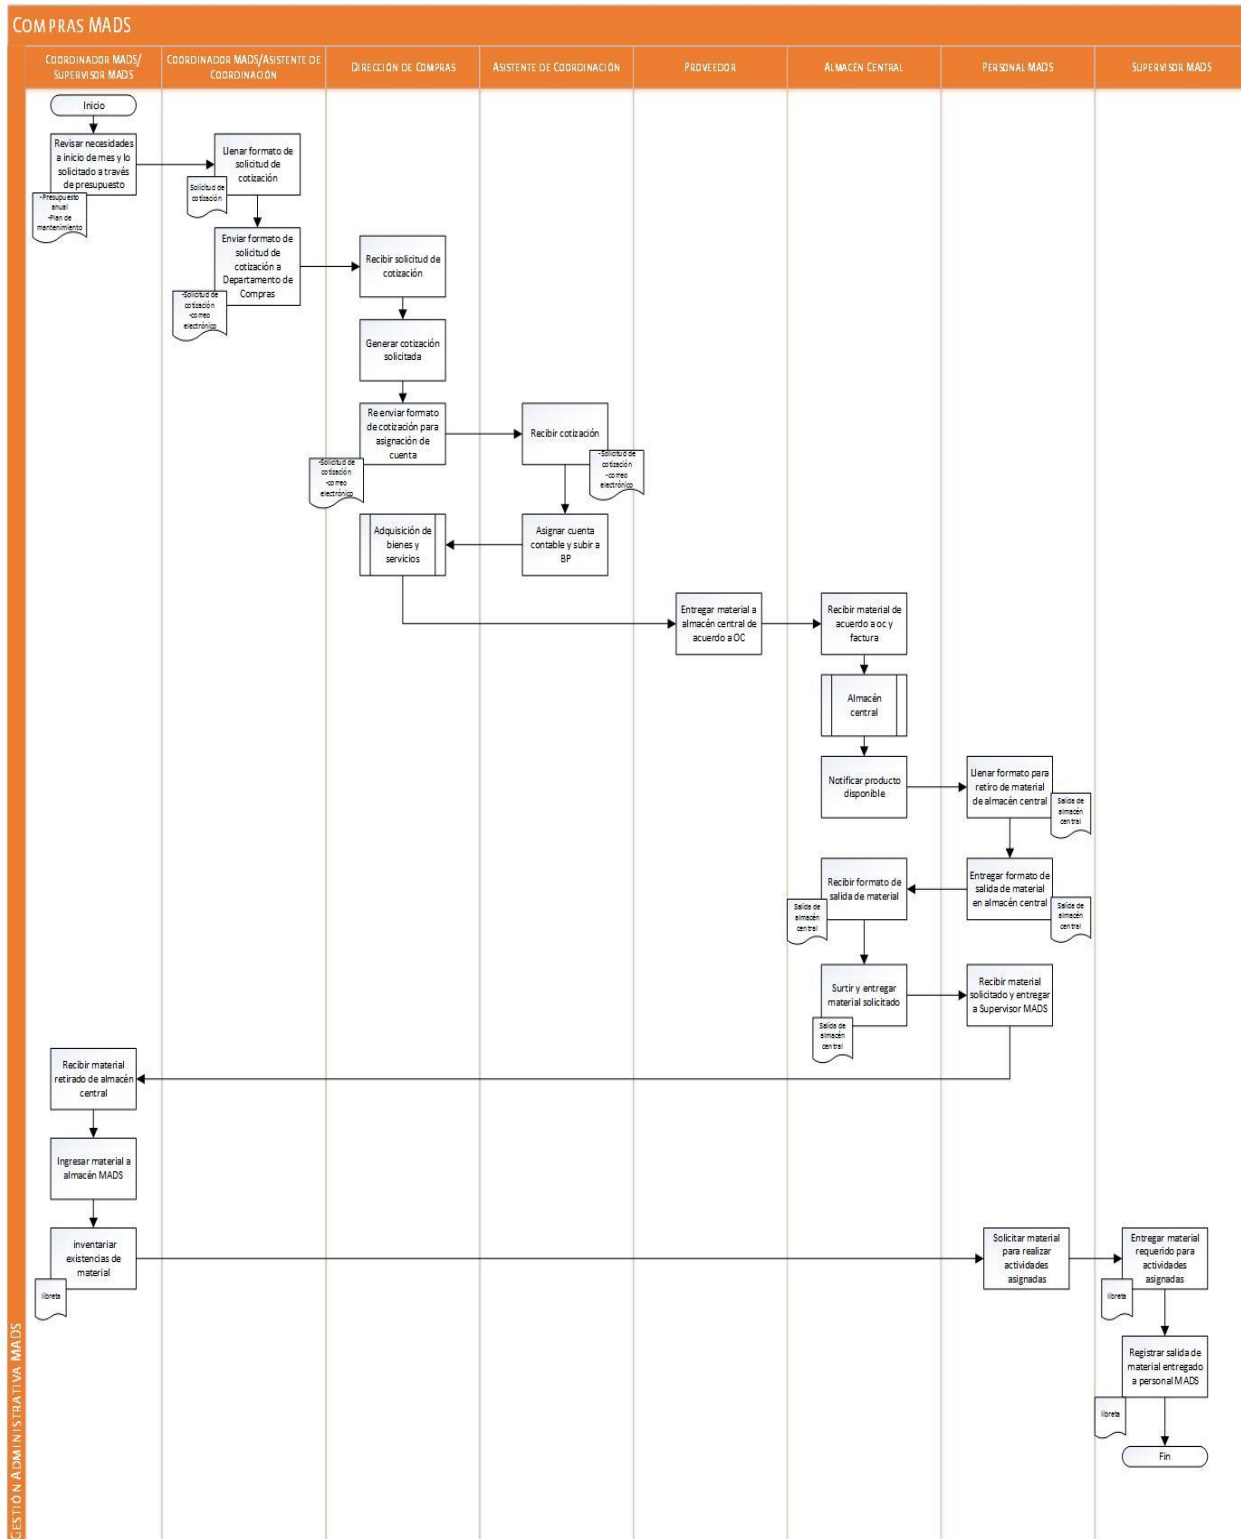 COMPRAS MADS
COORDINADOR MADS/
SUPERVISOR MADS
COORDINADOR MADS/ASISTENTE DE
COORDINACIÓN
DIRECCIÓN DE COMPRAS
ASISTENTE DE COORDINACIÓN
PROVEEDOR
ALMACÉN CENTRAL
PERSONAL MADS
SUPERVISOR MADS
Inicio
Revisar necesidades
a inicio de mes y lo
solicitado a través
de presupuesto
-Presupuesto
anual
-Plan de
mantenimiento
Llenar formato de
solicitud de
cotización
Solicitud de
cotización
Enviar formato de
solicitud de
cotización a
Departamento de
Compras
-Solicitud de
cotización
-correo
electrónico
Recibir solicitud de
cotización
Generar cotización
solicitada
Re enviar formato
de cotización para
asignación de
cuenta
-Solicitud de
cotización
-correo
electrónico
Recibir cotización
-Solicitud de
cotización
-correo
electrónico
Adquisición de
bienes y
servicios
Asignar cuenta
contable y subir a
BP
Entregar material a
almacén central de
acuerdo a OC
Recibir material de
acuerdo a oc y
factura
Almacén
central
Notificar producto
disponible
Llenar formato para
retiro de material
de almacén central
Salida de
almacén
central
Recibir formato de
salida de material
Salida de
almacén
central
Entregar formato de
salida de material
en almacén central
Salida de
almacén
central
Surtir y entregar
material solicitado
Salida de
almacén
central
Recibir material
solicitado y entregar
a Supervisor MADS
Recibir material
retirado de almacén
central
Ingresar material a
almacén MADS
inventariar
existencias de
material
libreta
Solicitar material
para realizar
actividades
asignadas
Entregar material
requerido para
actividades
asignadas
libreta
Registrar salida de
material entregado
a personal MADS
libreta
Fin
GESTIÓN ADMINISTRATIVA MADS